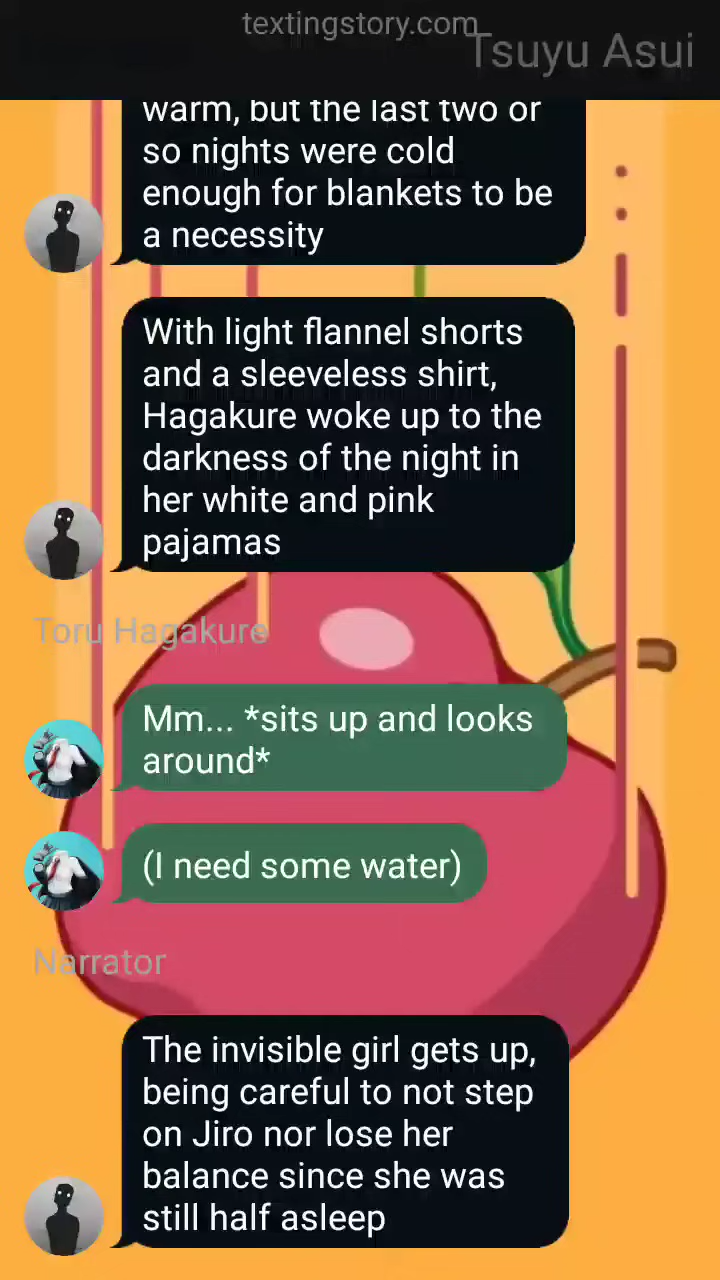 textingstory.com
Tsuyu Asui
warm, but the last two or
so nights were cold
enough for blankets to be
a necessity
With light flannel shorts
and a sleeveless shirt,
Hagakure woke up to the
darkness of the night in
her white and pink
pajamas
Toru Hagakure
Mm... *sits up and looks
around*
(I need some water)
Narrator
The invisible girl gets up,
being careful to not step
on Jiro nor lose her
balance since she was
still half asleep